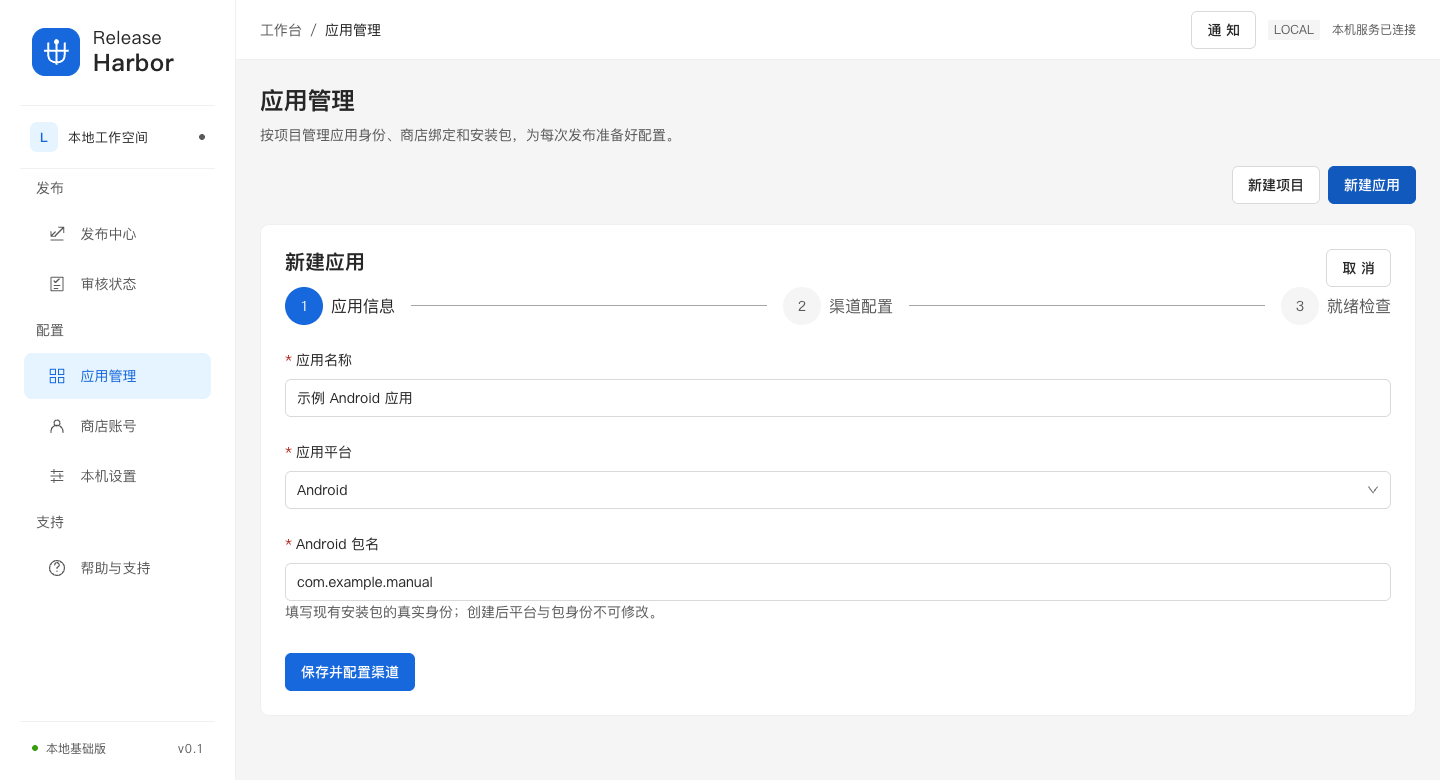 Release
Harbor
L 本地工作空间
发布
发布中心
审核状态
配置
应用管理
商店账号
本机设置
支持
帮助与支持
本地基础版 v0.1
工作台 / 应用管理
通 知 LOCAL 本机服务已连接
应用管理
按项目管理应用身份、商店绑定和安装包，为每次发布准备好配置。
新建项目 新建应用
新建应用
取 消
1 应用信息 2 渠道配置 3 就绪检查
* 应用名称
示例 Android 应用
* 应用平台
Android
* Android 包名
com.example.manual
填写现有安装包的真实身份；创建后平台与包身份不可修改。
保存并配置渠道